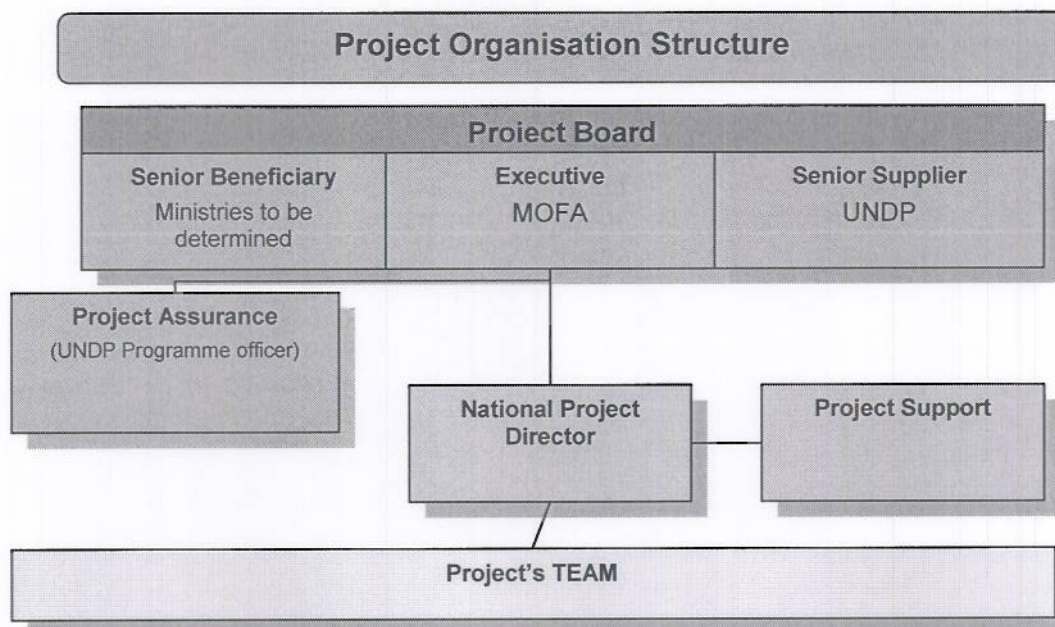 Project Organisation Structure
Project Board
Senior Beneficiary
Ministries to be
determined
Executive
MOFA
Senior Supplier
UNDP
Project Assurance
(UNDP Programme officer)
National Project
Director
Project Support
Project's TEAM